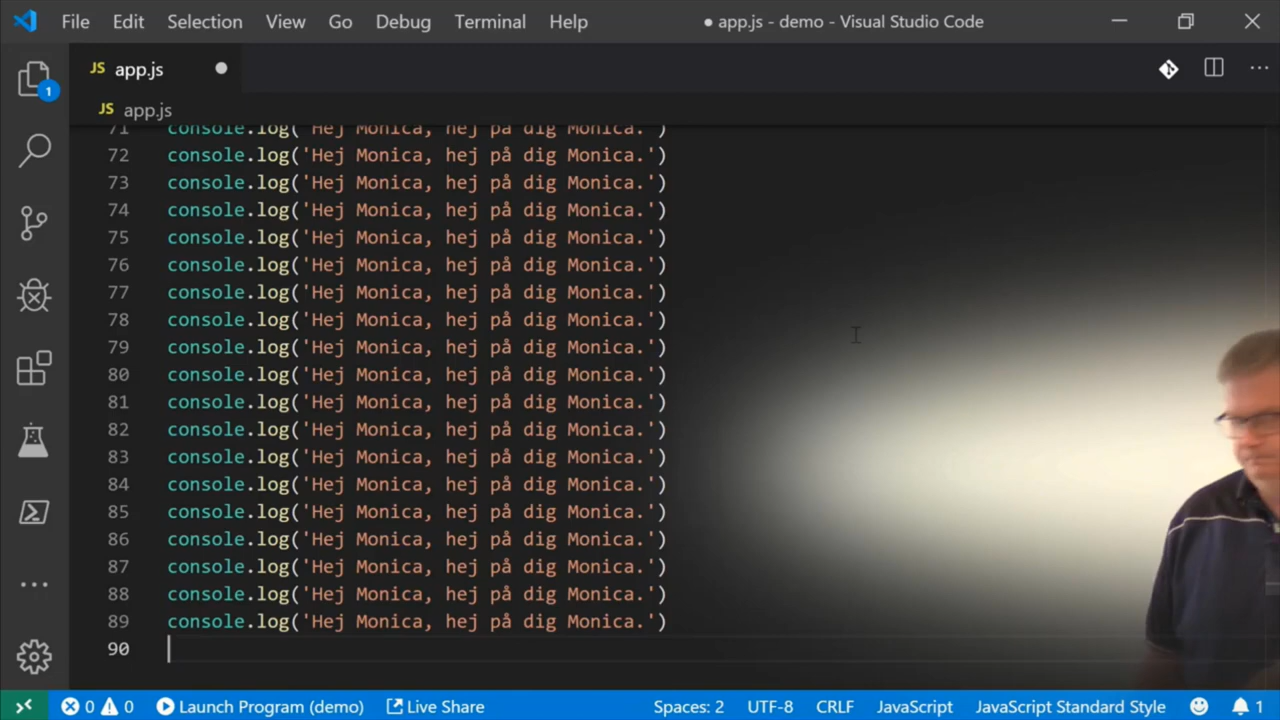 File Edit Selection View Go Debug Terminal Help ● app.js - demo - Visual Studio Code
JS app.js ●
JS app.js
71 console.log('Hej Monica, hej på dig Monica.')
72 console.log('Hej Monica, hej på dig Monica.')
73 console.log('Hej Monica, hej på dig Monica.')
74 console.log('Hej Monica, hej på dig Monica.')
75 console.log('Hej Monica, hej på dig Monica.')
76 console.log('Hej Monica, hej på dig Monica.')
77 console.log('Hej Monica, hej på dig Monica.')
78 console.log('Hej Monica, hej på dig Monica.')
79 console.log('Hej Monica, hej på dig Monica.')
80 console.log('Hej Monica, hej på dig Monica.')
81 console.log('Hej Monica, hej på dig Monica.')
82 console.log('Hej Monica, hej på dig Monica.')
83 console.log('Hej Monica, hej på dig Monica.')
84 console.log('Hej Monica, hej på dig Monica.')
85 console.log('Hej Monica, hej på dig Monica.')
86 console.log('Hej Monica, hej på dig Monica.')
87 console.log('Hej Monica, hej på dig Monica.')
88 console.log('Hej Monica, hej på dig Monica.')
89 console.log('Hej Monica, hej på dig Monica.')
90
1
0 0 Launch Program (demo) Live Share Spaces: 2 UTF-8 CRLF JavaScript JavaScript Standard Style 1